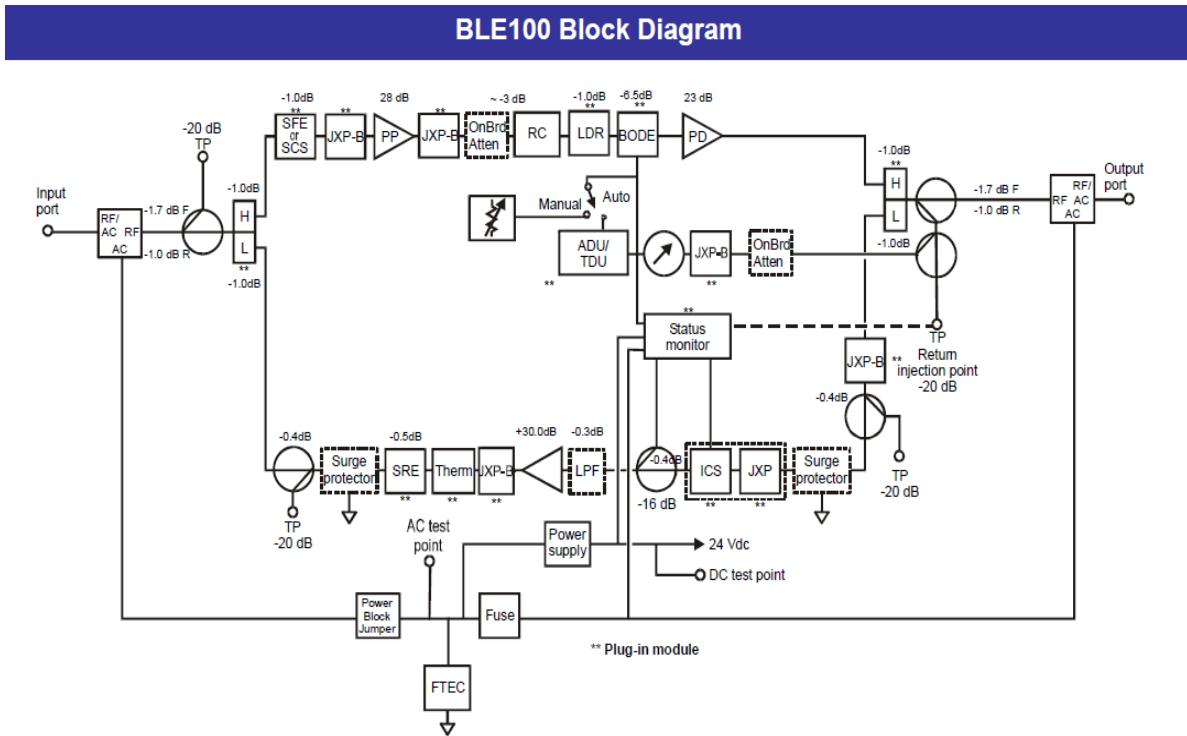 BLE100 Block Diagram
-1.0dB
**
SFE
or
SCS
**
JXP-B
28 dB
PP
**
JXP-B
OnBrd
Atten
~ -3 dB
RC
-1.0dB
**
LDR
-6.5dB
**
BODE
23 dB
PD
-20 dB
TP
Input
port
RF/
AC RF
AC
-1.7 dB F
-1.0 dB R
-1.0dB
H
L
**
-1.0dB
Manual
Auto
ADU/
TDU
**
JXP-B
**
OnBrd
Atten
-1.0dB
**
H
L
-1.0dB
-1.7 dB F
-1.0 dB R
RF/
RF AC
AC
Output
port
**
Status
monitor
TP
Return
injection point
-20 dB
JXP-B
**
-0.4dB
TP
-20 dB
-0.4dB
TP
-20 dB
Surge
protector
-0.5dB
SRE
**
Therm
**
JXP-B
**
+30.0dB
-0.3dB
LPF
-0.4dB
-16 dB
ICS
**
JXP
**
Surge
protector
AC test
point
Power
supply
24 Vdc
DC test point
Power
Block
Jumper
Fuse
** Plug-in module
FTEC